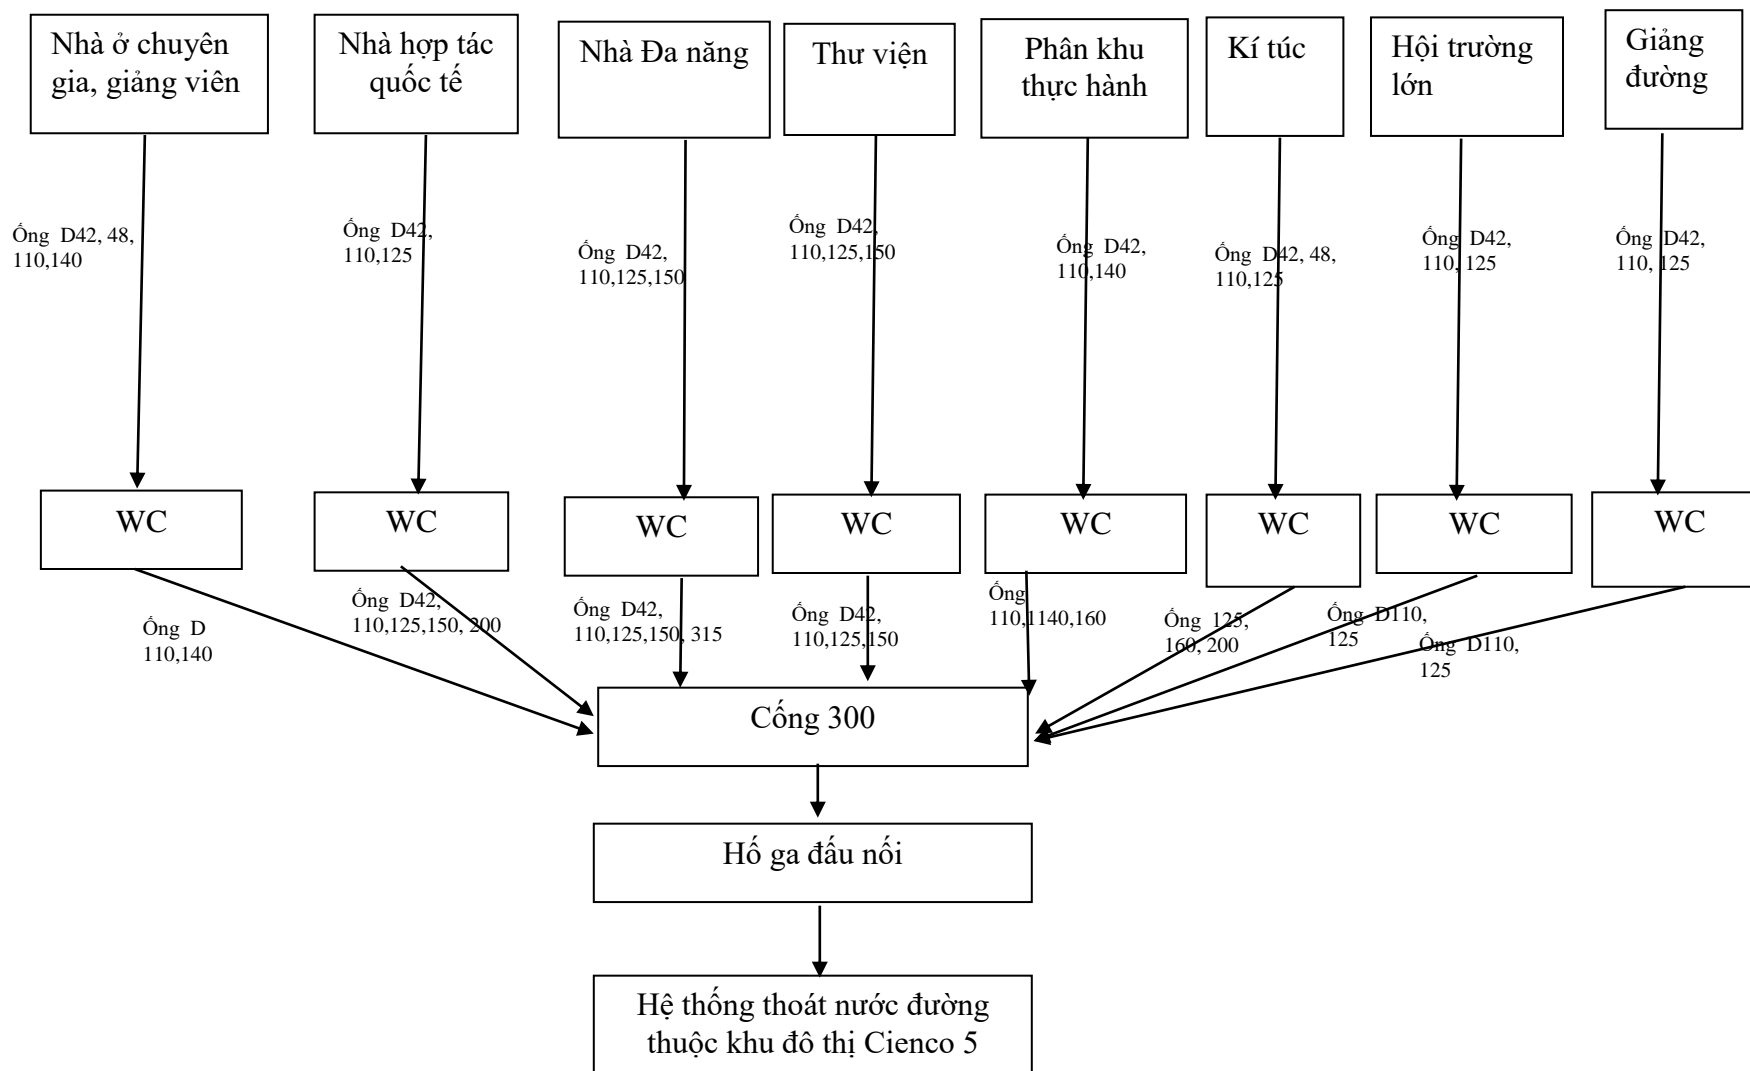 Nhà ở chuyên
gia, giảng viên
Nhà hợp tác
quốc tế
Nhà Đa năng
Thư viện
Phân khu
thực hành
Kí túc
Hội trường
lớn
Giảng
đường
Ống D42, 48,
110,140
Ống D42,
110,125
Ống D42,
110,125,150
Ống D42,
110,125,150
Ống D42,
110,140
Ống D42, 48,
110,125
Ống D42,
110, 125
Ống D42,
110, 125
WC
WC
WC
WC
WC
WC
WC
WC
Ống D
110,140
Ống D42,
110,125,150, 200
Ống D42,
110,125,150, 315
Ống D42,
110,125,150
Ống
110,1140,160
Ống 125,
160, 200
Ống D110,
125
Ống D110,
125
Cống 300
Hố ga đấu nối
Hệ thống thoát nước đường
thuộc khu đô thị Cienco 5